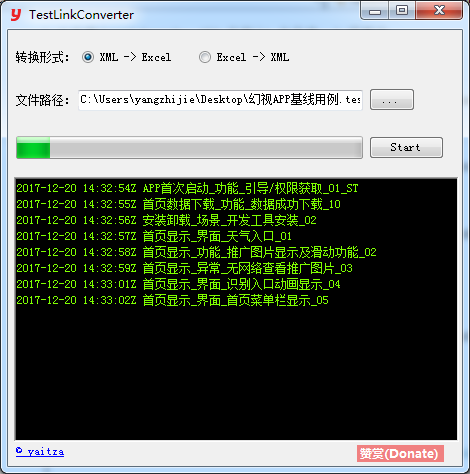 TestLinkConverter
转换形式: XML -> Excel Excel -> XML
文件路径: C:\Users\yangzhijie\Desktop\幻视APP基线用例.tes ...
Start
2017-12-20 14:32:54Z APP首次启动_功能_引导/权限获取_01_ST
2017-12-20 14:32:55Z 首页数据下载_功能_数据成功下载_10
2017-12-20 14:32:56Z 安装卸载_场景_开发工具安装_02
2017-12-20 14:32:57Z 首页显示_界面_天气入口_01
2017-12-20 14:32:58Z 首页显示_功能_推广图片显示及滑动功能_02
2017-12-20 14:32:59Z 首页显示_异常_无网络查看推广图片_03
2017-12-20 14:33:01Z 首页显示_界面_识别入口动画显示_04
2017-12-20 14:33:02Z 首页显示_界面_首页菜单栏显示_05
© yaitza
赞赏(Donate)